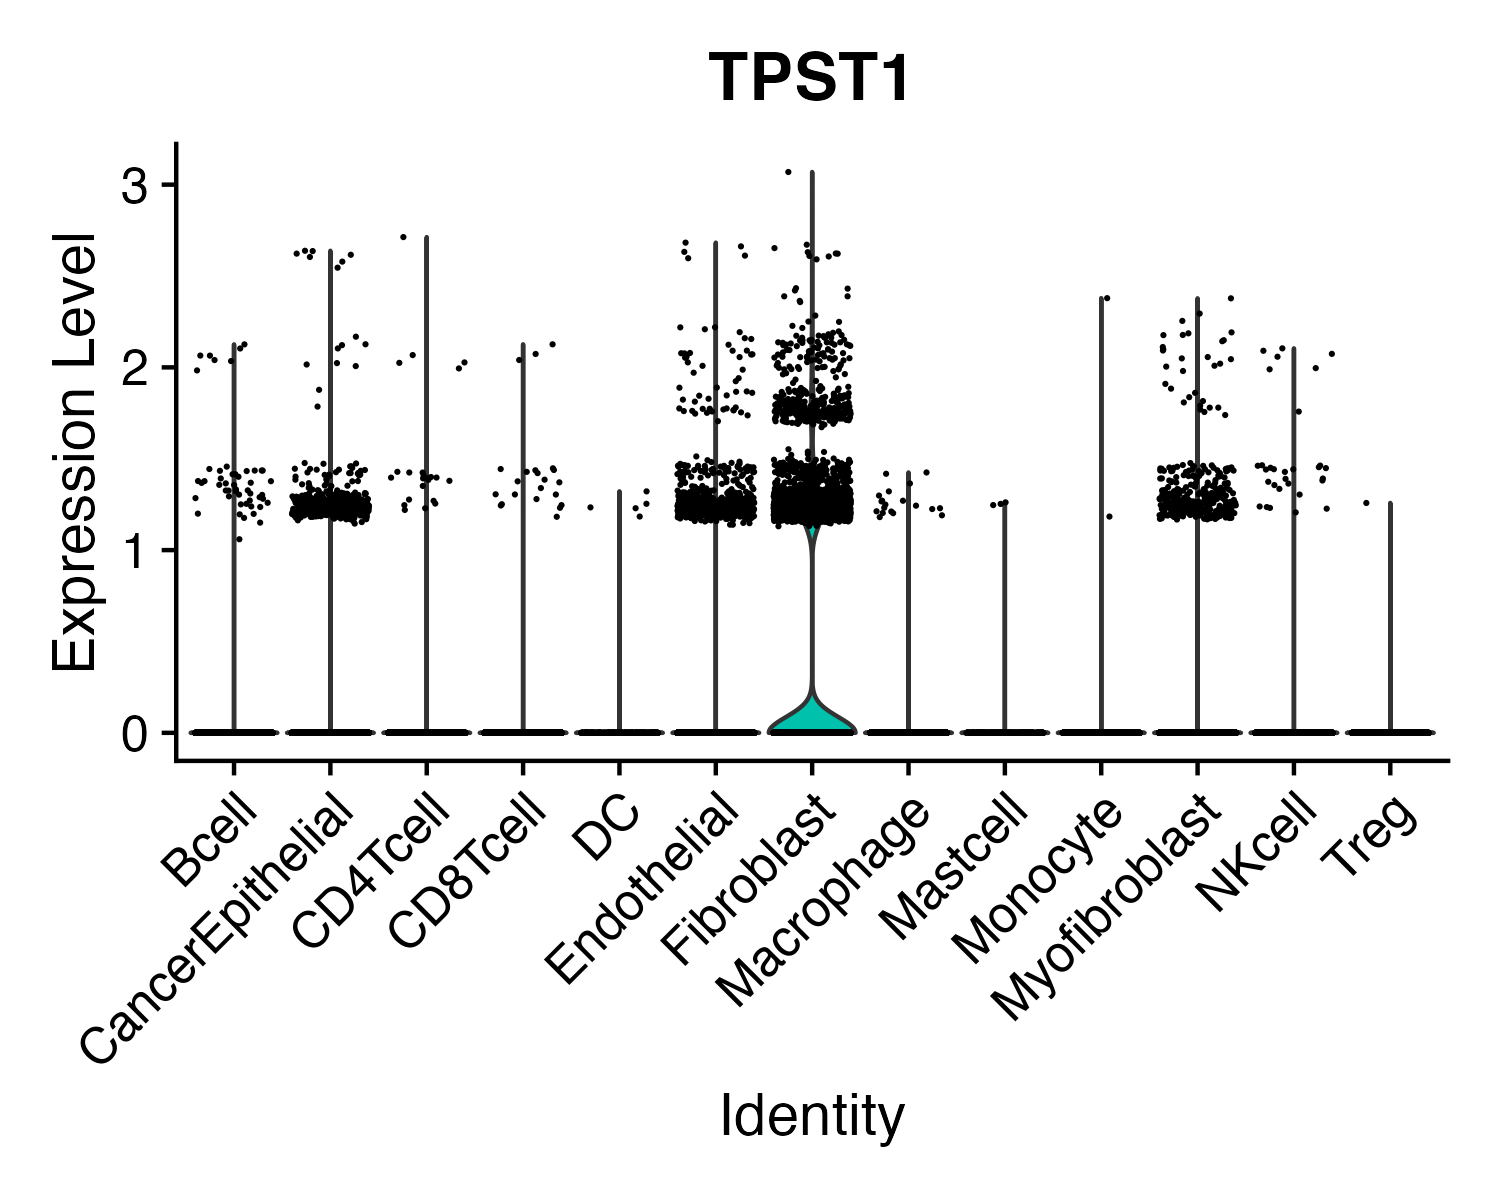 TPST1
Expression Level
3
2
1
0
Bcell
CancerEpithelial
CD4Tcell
CD8Tcell
DC
Endothelial
Fibroblast
Macrophage
Mastcell
Monocyte
Myofibroblast
NKcell
Treg
Identity